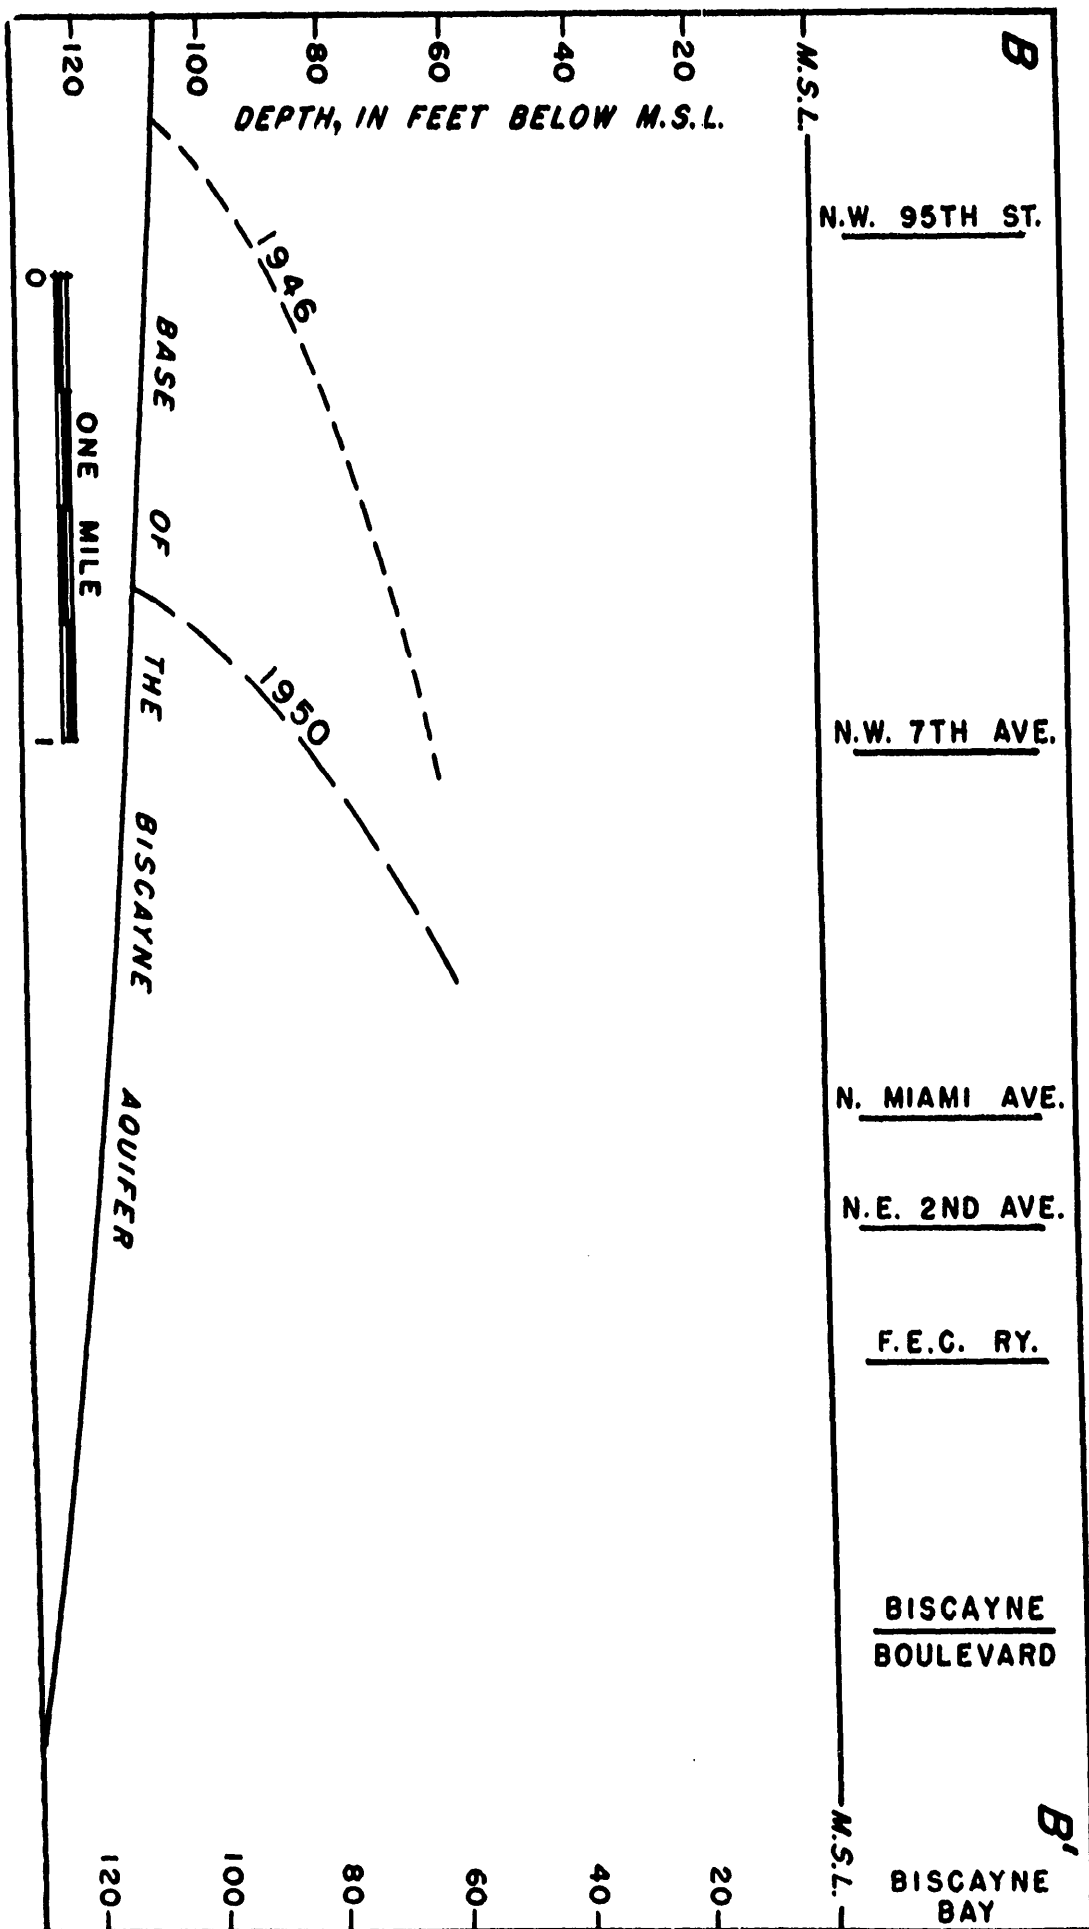 B
B'
BISCAYNE
BAY
N.W. 95TH ST.
N.W. 7TH AVE.
N. MIAMI AVE.
N.E. 2ND AVE.
F.E.C. RY.
BISCAYNE
BOULEVARD
M.S.L.
M.S.L.
20
40
60
80
100
120
DEPTH, IN FEET BELOW M.S.L.
20
40
60
80
100
120
1946
1950
BASE OF THE BISCAYNE AQUIFER
ONE MILE
0
1